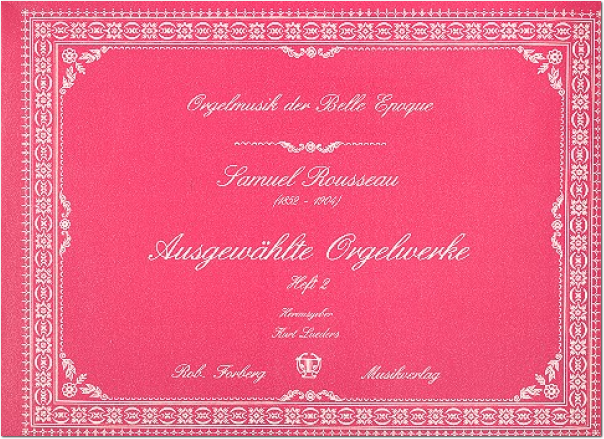 Orgelmusik der Belle Epoque
Samuel Rousseau
(1852 - 1904)
Ausgewählte Orgelwerke
Heft 2
Herausgeber
Kurt Lueders
Rob. Forberg Musikverlag